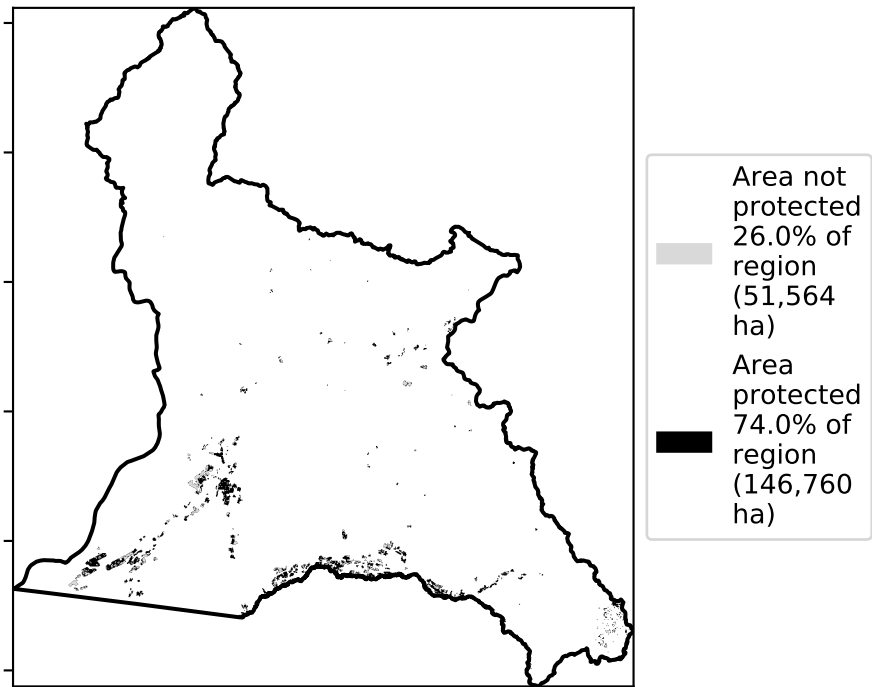 Area not
protected
26.0% of
region
(51,564
ha)
Area
protected
74.0% of
region
(146,760
ha)